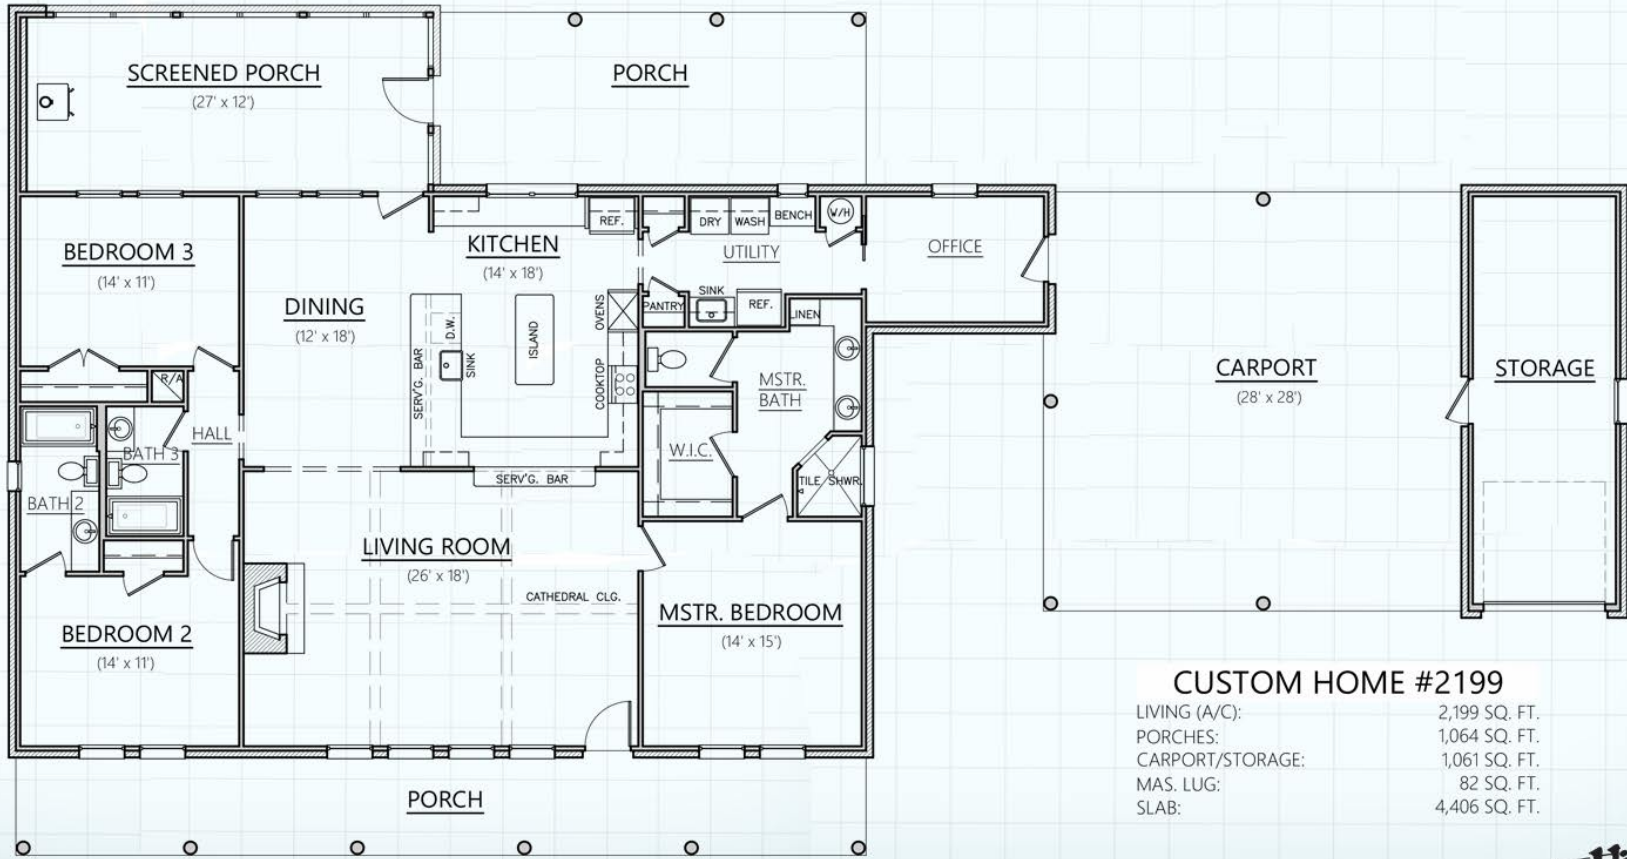 SCREENED PORCH
(27' x 12')
PORCH
BEDROOM 3
(14' x 11')
DINING
(12' x 18')
KITCHEN
(14' x 18')
REF.
DRY
WASH
BENCH
W/H
UTILITY
OFFICE
PANTRY
SINK
REF.
LINEN
OVENS
ISLAND
D.W.
SINK
SERV'G. BAR
COOKTOP
R/A
HALL
BATH 3
BATH 2
MSTR.
BATH
W.I.C.
TILE SHWR.
SERV'G. BAR
CARPORT
(28' x 28')
STORAGE
LIVING ROOM
(26' x 18')
CATHEDRAL CLG.
BEDROOM 2
(14' x 11')
MSTR. BEDROOM
(14' x 15')
PORCH
CUSTOM HOME #2199
LIVING (A/C): 2,199 SQ. FT.
PORCHES: 1,064 SQ. FT.
CARPORT/STORAGE: 1,061 SQ. FT.
MAS. LUG: 82 SQ. FT.
SLAB: 4,406 SQ. FT.